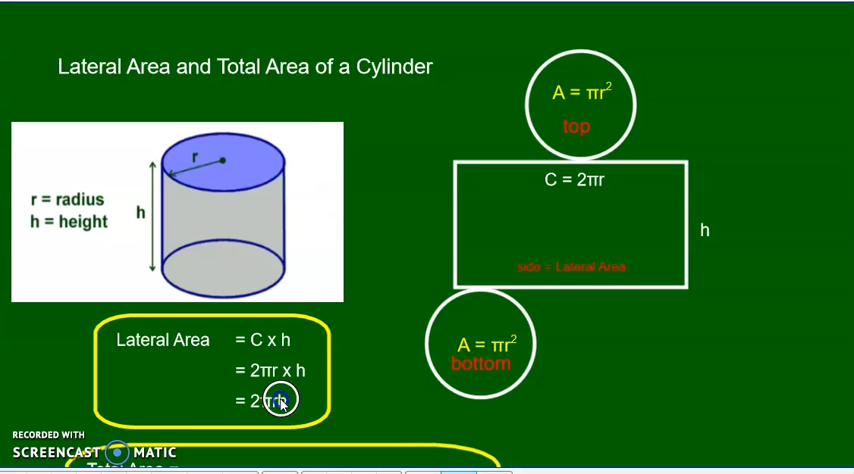 Lateral Area and Total Area of a Cylinder
r
r = radius
h = height
h
A = πr²
top
C = 2πr
h
side = Lateral Area
A = πr²
bottom
Lateral Area = C x h
= 2πr x h
= 2πrh
RECORDED WITH
SCREENCAST MATIC
Total Area =